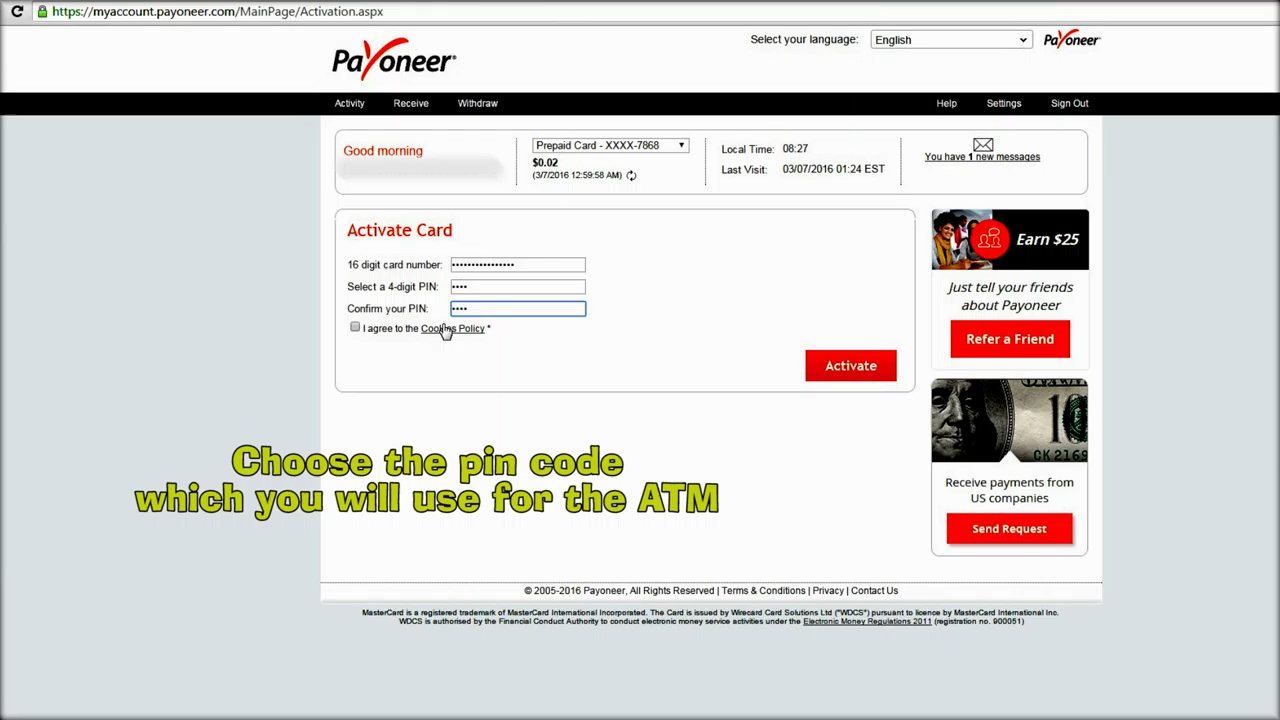 https://myaccount.payoneer.com/MainPage/Activation.aspx
Payoneer
Select your language: English Payoneer
Activity Receive Withdraw Help Settings Sign Out
Good morning
Prepaid Card - XXXX-7868
$0.02
(3/7/2016 12:59:58 AM)
Local Time: 08:27
Last Visit: 03/07/2016 01:24 EST
You have 1 new messages
Activate Card
16 digit card number: ••••••••••••••••
Select a 4-digit PIN: ••••
Confirm your PIN: ••••
I agree to the Cookies Policy *
Activate
Earn $25
Just tell your friends
about Payoneer
Refer a Friend
CK 2169
Receive payments from
US companies
Send Request
Choose the pin code
which you will use for the ATM
© 2005-2016 Payoneer, All Rights Reserved | Terms & Conditions | Privacy | Contact Us
MasterCard is a registered trademark of MasterCard International Incorporated. The Card is issued by Wirecard Card Solutions Ltd ("WDCS") pursuant to licence by MasterCard International Inc.
WDCS is authorised by the Financial Conduct Authority to conduct electronic money service activities under the Electronic Money Regulations 2011 (registration no. 900051)